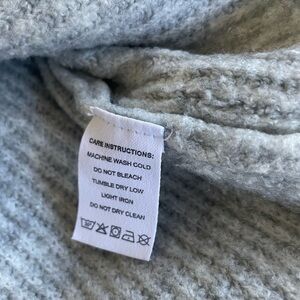 CARE INSTRUCTIONS:
MACHINE WASH COLD
DO NOT BLEACH
TUMBLE DRY LOW
LIGHT IRON
DO NOT DRY CLEAN